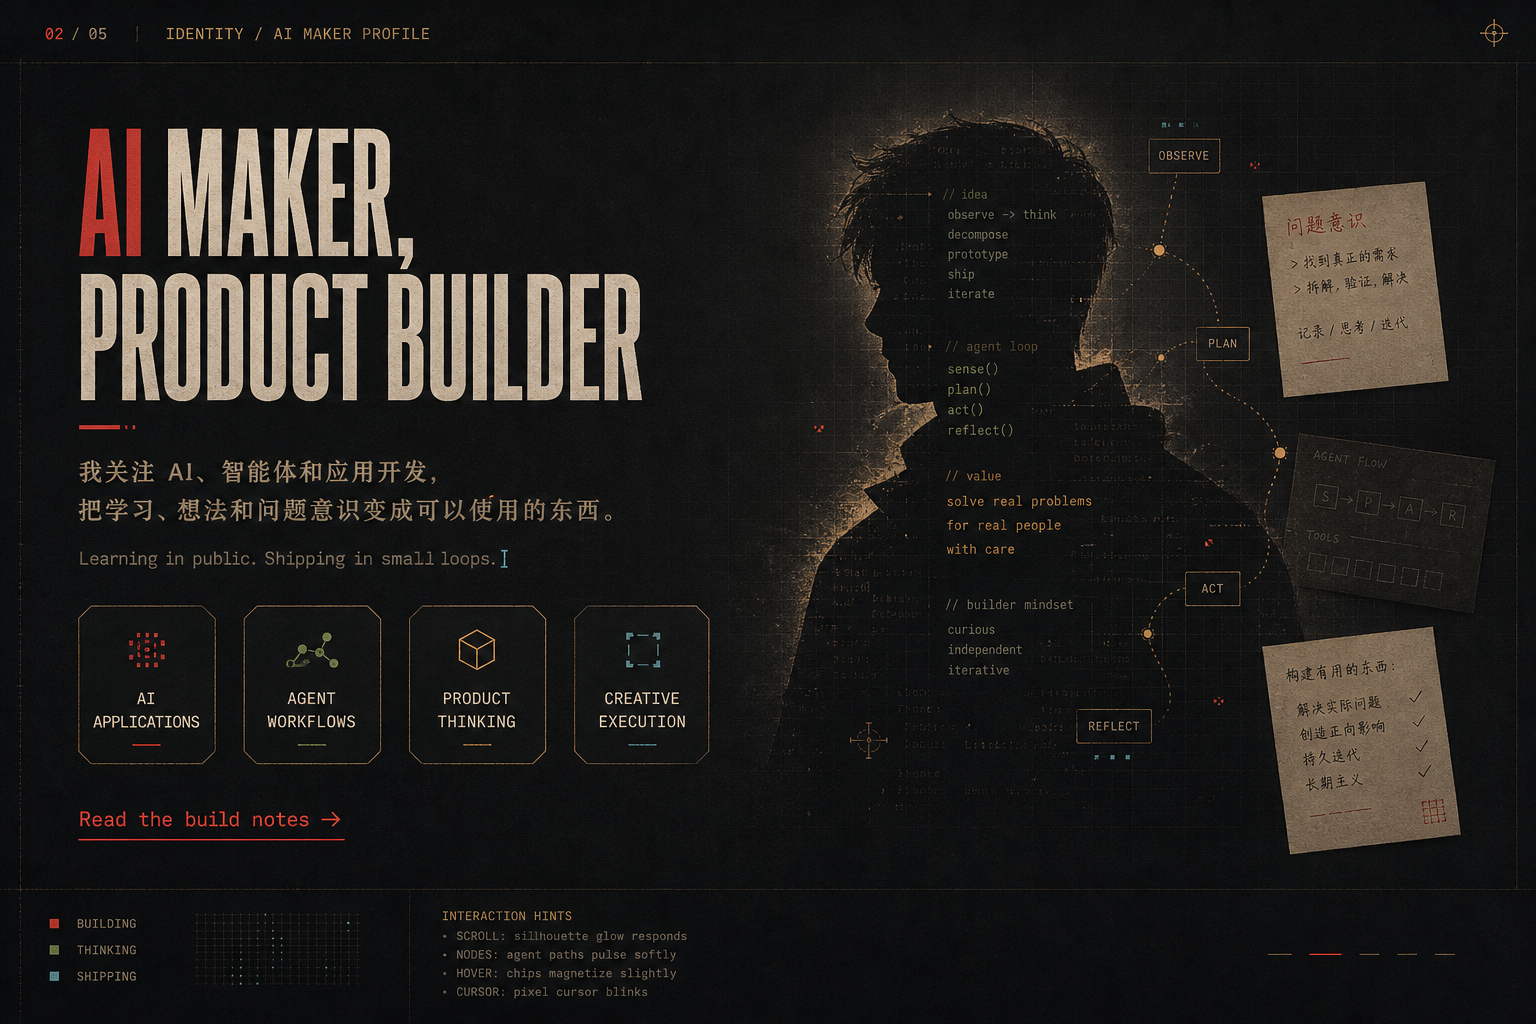 02 / 05
IDENTITY / AI MAKER PROFILE
AI MAKER,
PRODUCT BUILDER
我关注 AI、智能体和应用开发,
把学习、想法和问题意识变成可以使用的东西。
Learning in public. Shipping in small loops.
AI
APPLICATIONS
AGENT
WORKFLOWS
PRODUCT
THINKING
CREATIVE
EXECUTION
Read the build notes →
// idea
observe -> think
decompose
prototype
ship
iterate
// agent loop
sense()
plan()
act()
reflect()
// value
solve real problems
for real people
with care
// builder mindset
curious
independent
iterative
OBSERVE
PLAN
ACT
REFLECT
问题意识
> 找到真正的需求
> 拆解, 验证, 解决
记录 / 思考 / 迭代
AGENT FLOW
S → P → A → R
TOOLS
构建有用的东西:
解决实际问题 ✓
创造正向影响 ✓
持久迭代 ✓
长期主义 ✓
BUILDING
THINKING
SHIPPING
INTERACTION HINTS
• SCROLL: sillhouette glow responds
• NODES: agent paths pulse softly
• HOVER: chips magnetize slightly
• CURSOR: pixel cursor blinks